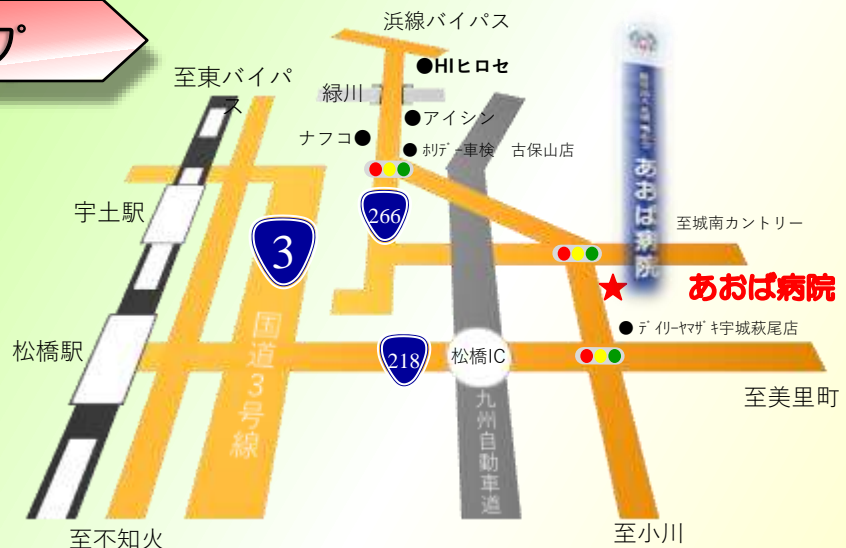 プ
浜線バイパス
●HIヒロセ
至東バイパ
ス
緑川
●アイシン
ナフコ●
● ﾎﾘﾃﾞｰ車検 古保山店
宇土駅
266
至城南カントリー
3
あおば病院
★ あおば病院
● ﾃﾞｲﾘｰﾔﾏｻﾞｷ宇城萩尾店
国道3号線
松橋駅
218
松橋IC
至美里町
九州自動車道
至不知火
至小川